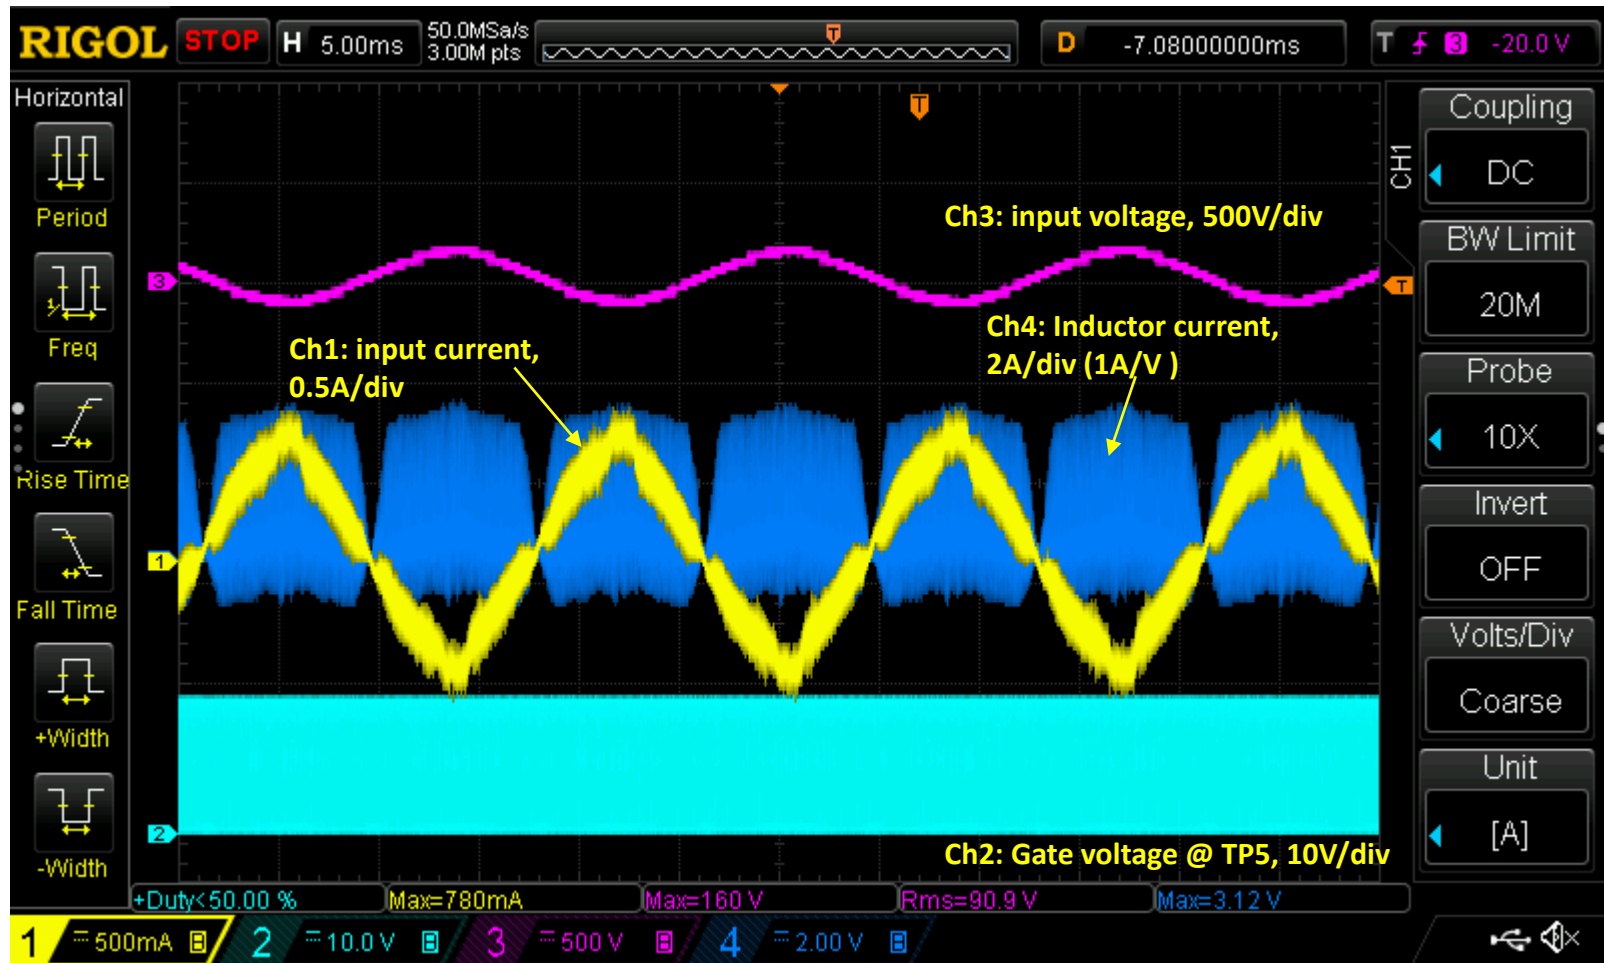 RIGOL STOP H 5.00ms 50.0MSa/s D -7.08000000ms T 3 -20.0 V
3.00M pts
T
Horizontal
T
Coupling
CH1
DC
Period
Ch3: input voltage, 500V/div
BW Limit
3
T
20M
Freq
Ch1: input current,
0.5A/div
Ch4: Inductor current,
2A/div (1A/V )
Probe
10X
Rise Time
Invert
1
OFF
Fall Time
Volts/Div
Coarse
+Width
Unit
2
[A]
Ch2: Gate voltage @ TP5, 10V/div
-Width
+Duty<50.00 % Max=780mA Max=160 V Rms=90.9 V Max=3.12 V
1 500mA B 2 10.0 V B 3 500 V B 4 2.00 V B